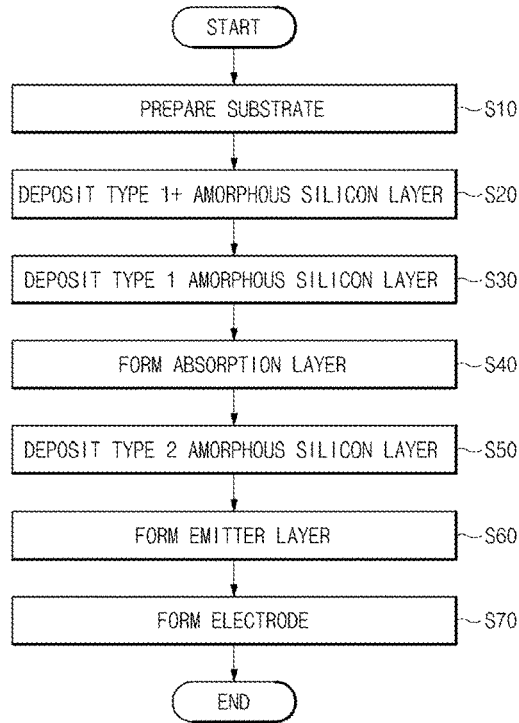 START
PREPARE SUBSTRATE
S10
DEPOSIT TYPE 1+ AMORPHOUS SILICON LAYER
S20
DEPOSIT TYPE 1 AMORPHOUS SILICON LAYER
S30
FORM ABSORPTION LAYER
S40
DEPOSIT TYPE 2 AMORPHOUS SILICON LAYER
S50
FORM EMITTER LAYER
S60
FORM ELECTRODE
S70
END